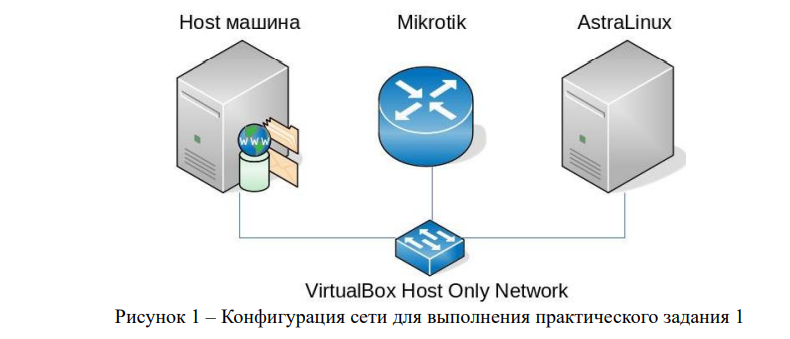 Host машина
Mikrotik
AstraLinux
WWW
VirtualBox Host Only Network
Рисунок 1 – Конфигурация сети для выполнения практического задания 1